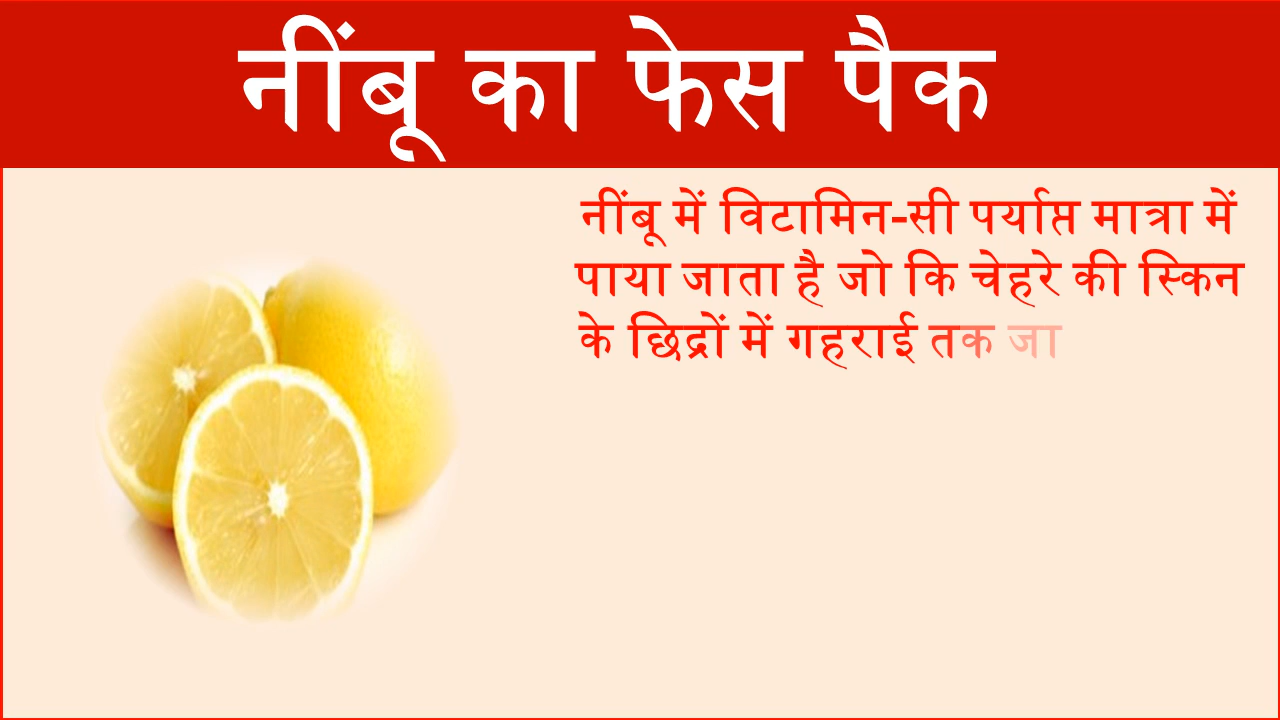 नींबू का फेस पैक
नींबू में विटामिन-सी पर्याप्त मात्रा में
पाया जाता है जो कि चेहरे की स्किन
के छिद्रों में गहराई तक जा